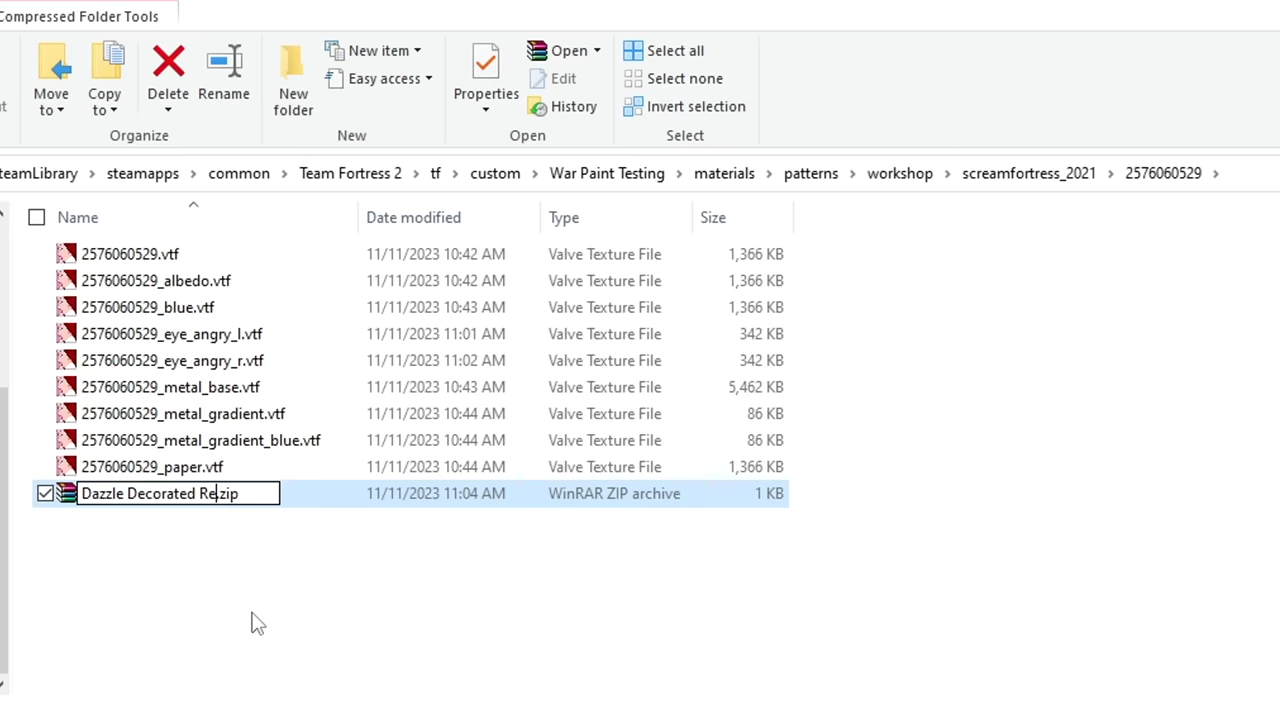 Compressed Folder Tools
Move to
Copy to
Delete
Rename
New folder
New item
Easy access
Properties
Open
Edit
History
Select all
Select none
Invert selection
Organize
New
Open
Select
teamLibrary > steamapps > common > Team Fortress 2 > tf > custom > War Paint Testing > materials > patterns > workshop > screamfortress_2021 > 2576060529 >
Name Date modified Type Size
2576060529.vtf 11/11/2023 10:42 AM Valve Texture File 1,366 KB
2576060529_albedo.vtf 11/11/2023 10:42 AM Valve Texture File 1,366 KB
2576060529_blue.vtf 11/11/2023 10:43 AM Valve Texture File 1,366 KB
2576060529_eye_angry_l.vtf 11/11/2023 11:01 AM Valve Texture File 342 KB
2576060529_eye_angry_r.vtf 11/11/2023 11:02 AM Valve Texture File 342 KB
2576060529_metal_base.vtf 11/11/2023 10:43 AM Valve Texture File 5,462 KB
2576060529_metal_gradient.vtf 11/11/2023 10:44 AM Valve Texture File 86 KB
2576060529_metal_gradient_blue.vtf 11/11/2023 10:44 AM Valve Texture File 86 KB
2576060529_paper.vtf 11/11/2023 10:44 AM Valve Texture File 1,366 KB
Dazzle Decorated Re.zip 11/11/2023 11:04 AM WinRAR ZIP archive 1 KB